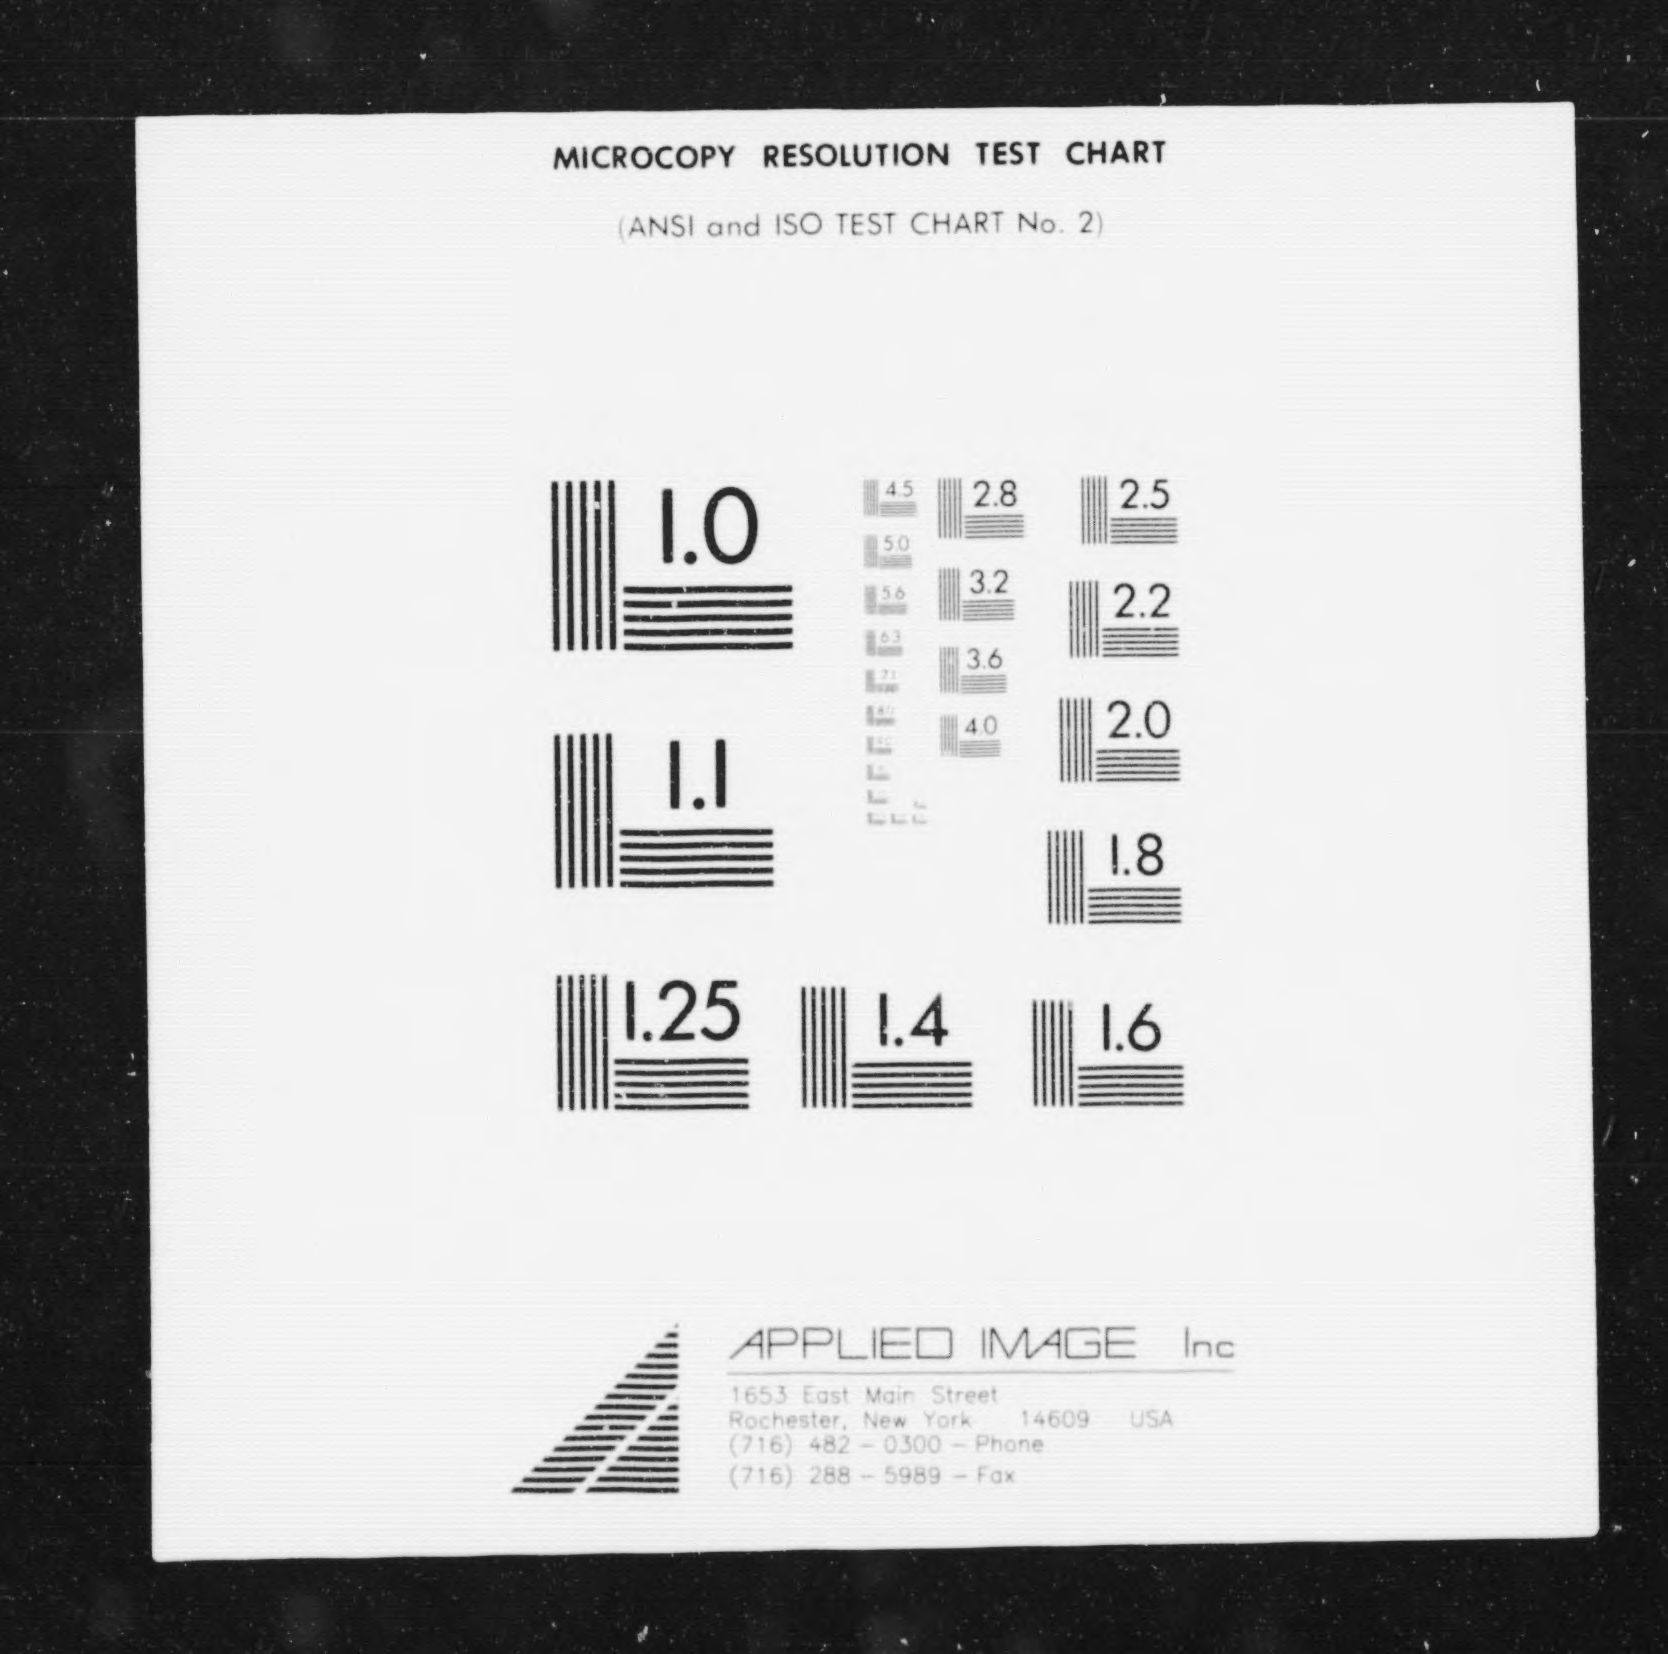 MICROCOPY RESOLUTION TEST CHART
(ANSI and ISO TEST CHART No. 2)
1.0
1.1
1.25
1.4
1.6
1.8
2.0
2.2
2.5
2.8
3.2
3.6
4.0
4.5
5.0
5.6
6.3
7.1
APPLIED IMAGE Inc
1653 East Main Street
Rochester, New York 14609 USA
(716) 482 - 0300 - Phone
(716) 288 - 5989 - Fax